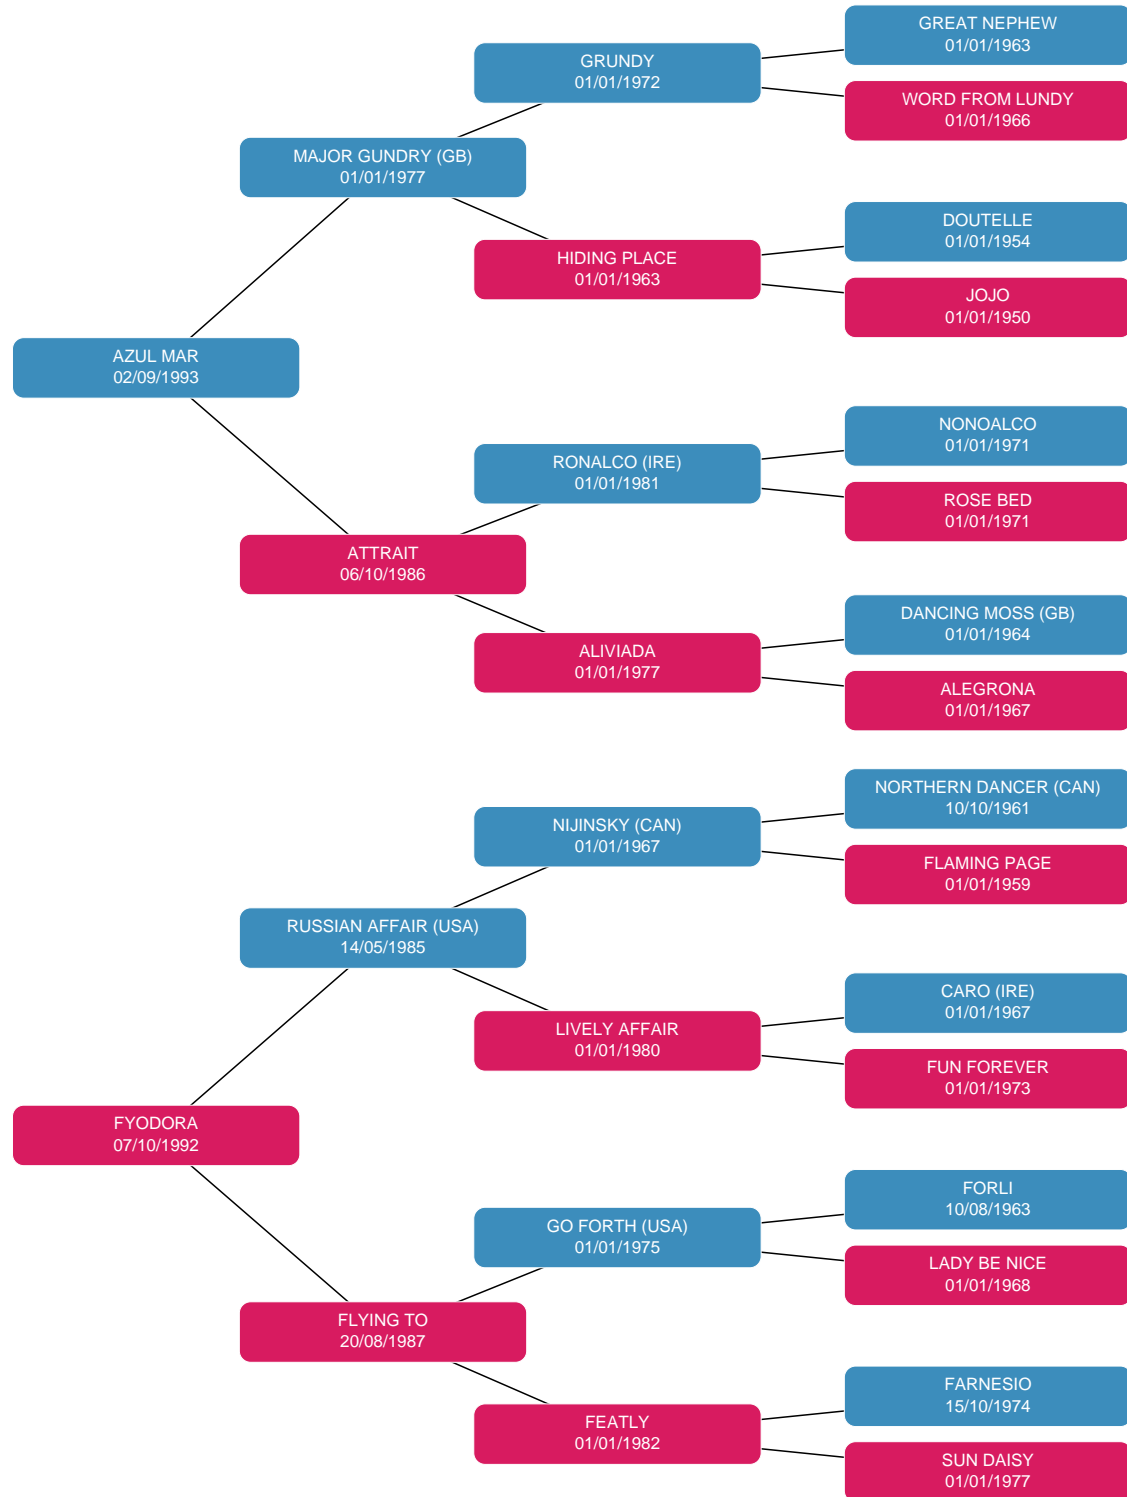 GREAT NEPHEW
01/01/1963
GRUNDY
01/01/1972
WORD FROM LUNDY
01/01/1966
MAJOR GUNDRY (GB)
01/01/1977
DOUTELLE
01/01/1954
HIDING PLACE
01/01/1963
JOJO
01/01/1950
AZUL MAR
02/09/1993
NONOALCO
01/01/1971
RONALCO (IRE)
01/01/1981
ROSE BED
01/01/1971
ATTRAIT
06/10/1986
DANCING MOSS (GB)
01/01/1964
ALIVIADA
01/01/1977
ALEGRONA
01/01/1967
NORTHERN DANCER (CAN)
10/10/1961
NIJINSKY (CAN)
01/01/1967
FLAMING PAGE
01/01/1959
RUSSIAN AFFAIR (USA)
14/05/1985
CARO (IRE)
01/01/1967
LIVELY AFFAIR
01/01/1980
FUN FOREVER
01/01/1973
FYODORA
07/10/1992
FORLI
10/08/1963
GO FORTH (USA)
01/01/1975
LADY BE NICE
01/01/1968
FLYING TO
20/08/1987
FARNESIO
15/10/1974
FEATLY
01/01/1982
SUN DAISY
01/01/1977